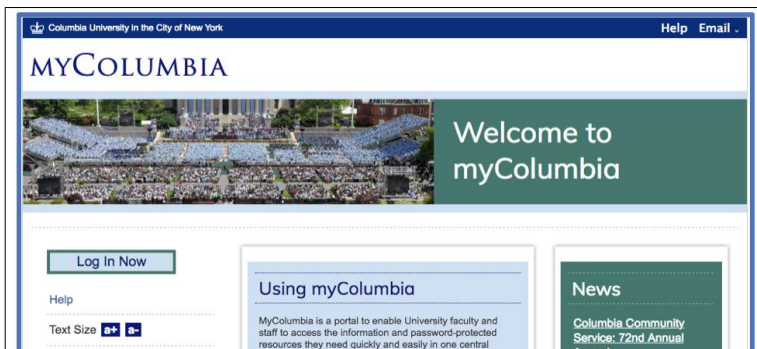 Columbia University in the City of New York
Help Email
MYCOLUMBIA
Welcome to
myColumbia
Log In Now
Help
Text Size a+ a-
Using myColumbia
MyColumbia is a portal to enable University faculty and
staff to access the information and password-protected
resources they need quickly and easily in one central
News
Columbia Community
Service: 72nd Annual